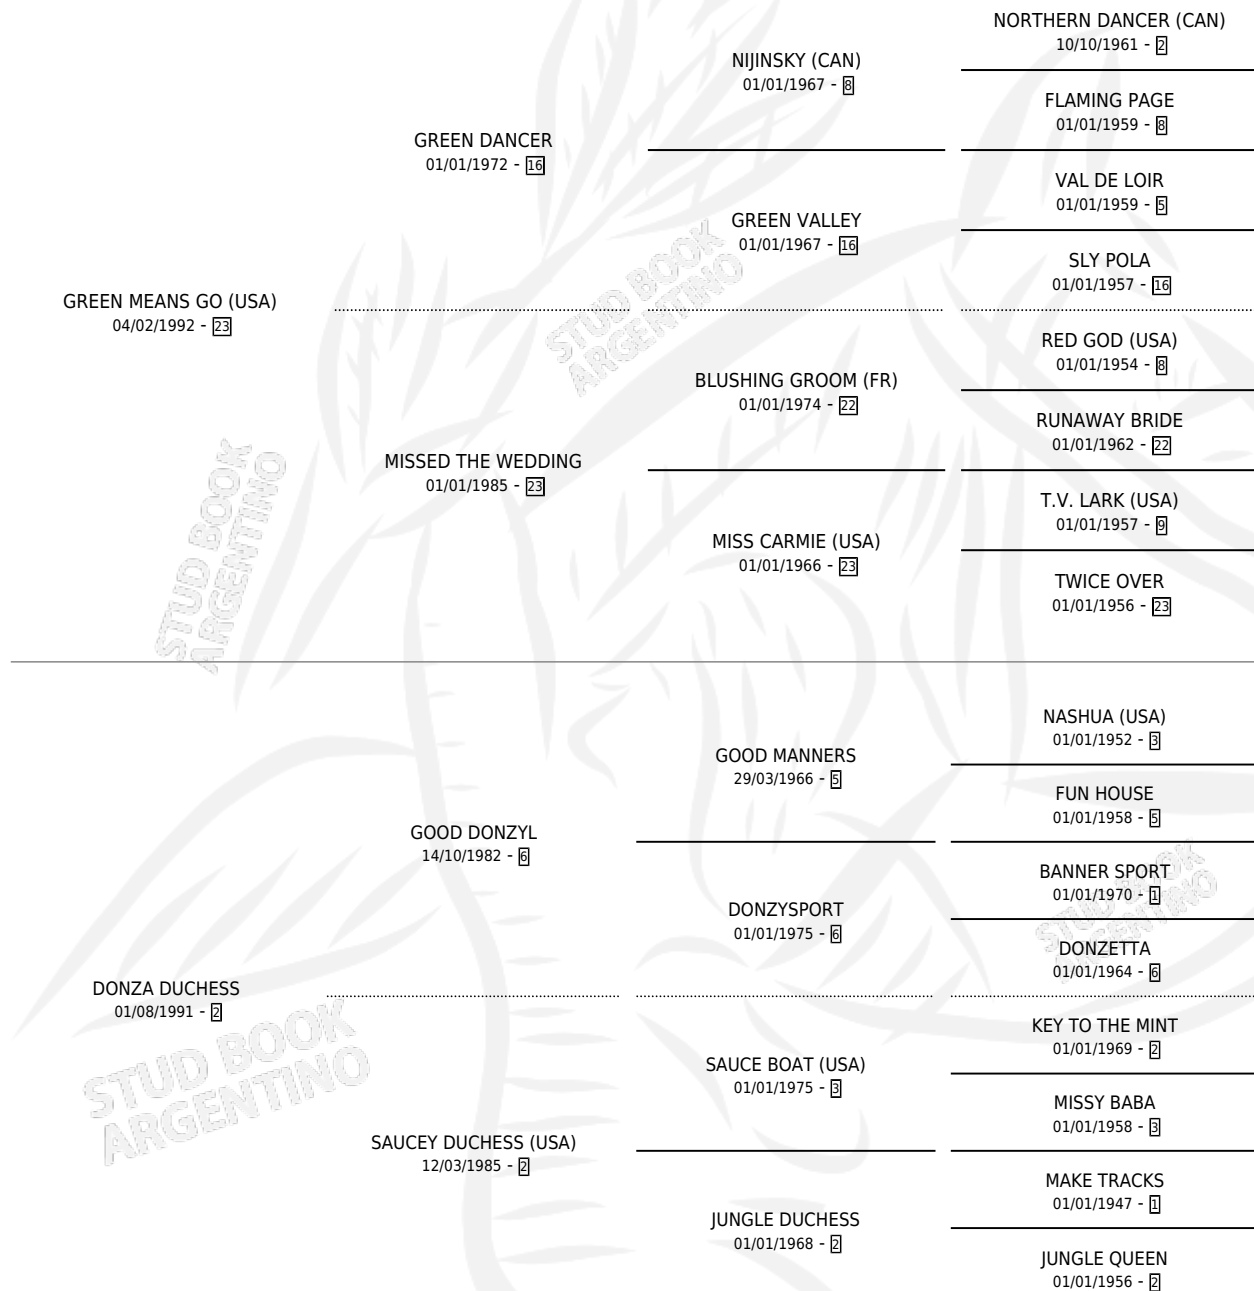 NORTHERN DANCER (CAN)
10/10/1961 - 2
NIJINSKY (CAN)
01/01/1967 - 8
FLAMING PAGE
01/01/1959 - 8
GREEN DANCER
01/01/1972 - 16
VAL DE LOIR
01/01/1959 - 5
GREEN VALLEY
01/01/1967 - 16
SLY POLA
01/01/1957 - 16
GREEN MEANS GO (USA)
04/02/1992 - 23
RED GOD (USA)
01/01/1954 - 8
BLUSHING GROOM (FR)
01/01/1974 - 22
RUNAWAY BRIDE
01/01/1962 - 22
MISSED THE WEDDING
01/01/1985 - 23
T.V. LARK (USA)
01/01/1957 - 9
MISS CARMIE (USA)
01/01/1966 - 23
TWICE OVER
01/01/1956 - 23
NASHUA (USA)
01/01/1952 - 3
GOOD MANNERS
29/03/1966 - 5
FUN HOUSE
01/01/1958 - 5
GOOD DONZYL
14/10/1982 - 6
BANNER SPORT
01/01/1970 - 1
DONZYSPORT
01/01/1975 - 6
DONZETTA
01/01/1964 - 6
DONZA DUCHESS
01/08/1991 - 2
KEY TO THE MINT
01/01/1969 - 2
SAUCE BOAT (USA)
01/01/1975 - 3
MISSY BABA
01/01/1958 - 3
SAUCEY DUCHESS (USA)
12/03/1985 - 2
MAKE TRACKS
01/01/1947 - 1
JUNGLE DUCHESS
01/01/1968 - 2
JUNGLE QUEEN
01/01/1956 - 2
STUD BOOK
ARGENTINO
STUD BOOK
ARGENTINO
STUD BOOK
ARGENTINO
STUD BOOK
ARGENTINO